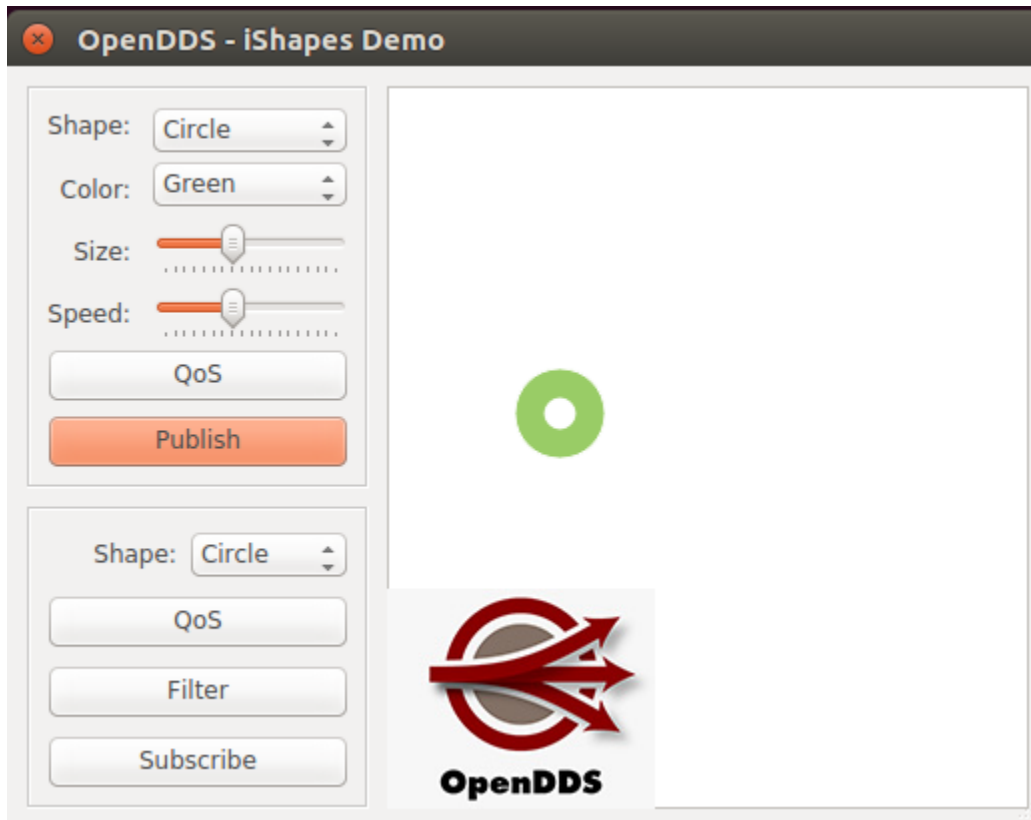 OpenDDS - iShapes Demo
Shape: Circle
Color: Green
Size:
Speed:
QoS
Publish
Shape: Circle
QoS
Filter
Subscribe
OpenDDS